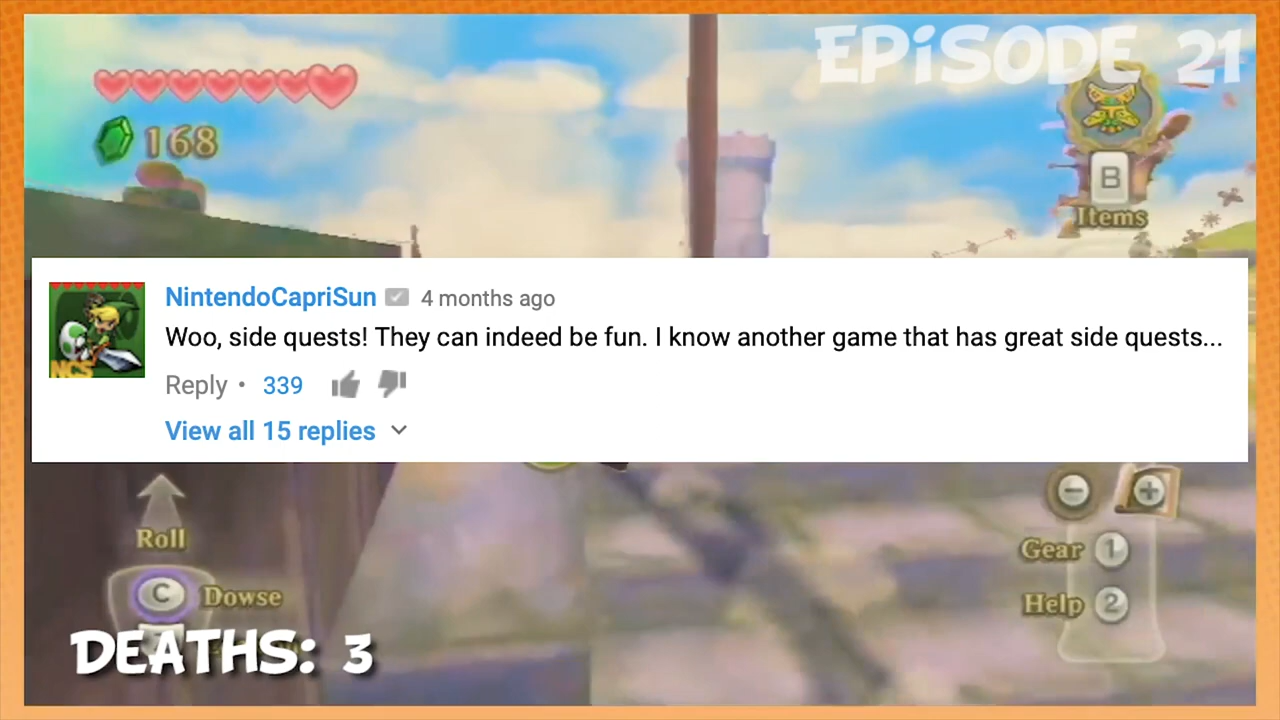 EPiSODE 21
168
B
Items
NintendoCapriSun 4 months ago
Woo, side quests! They can indeed be fun. I know another game that has great side quests...
NCS
Reply • 339
View all 15 replies
Roll
Gear 1
C Dowse
Help 2
DEATHS: 3